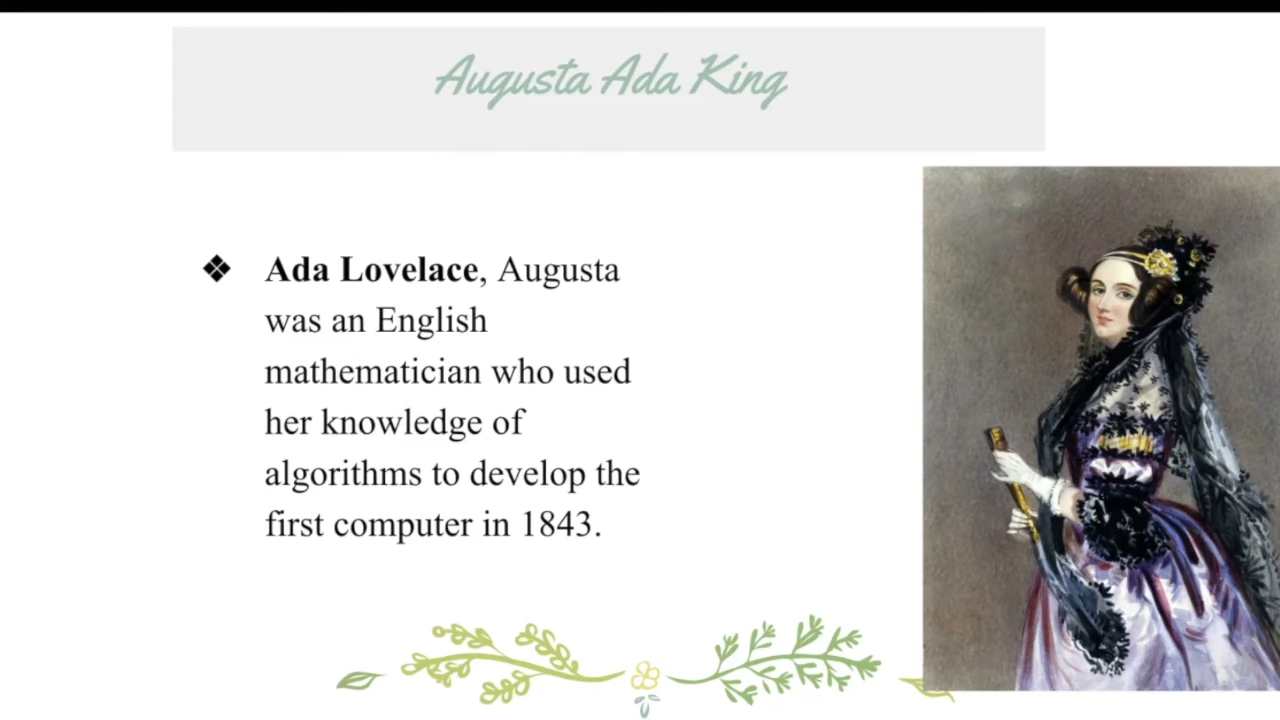 Augusta Ada King
❖ Ada Lovelace, Augusta
was an English
mathematician who used
her knowledge of
algorithms to develop the
first computer in 1843.